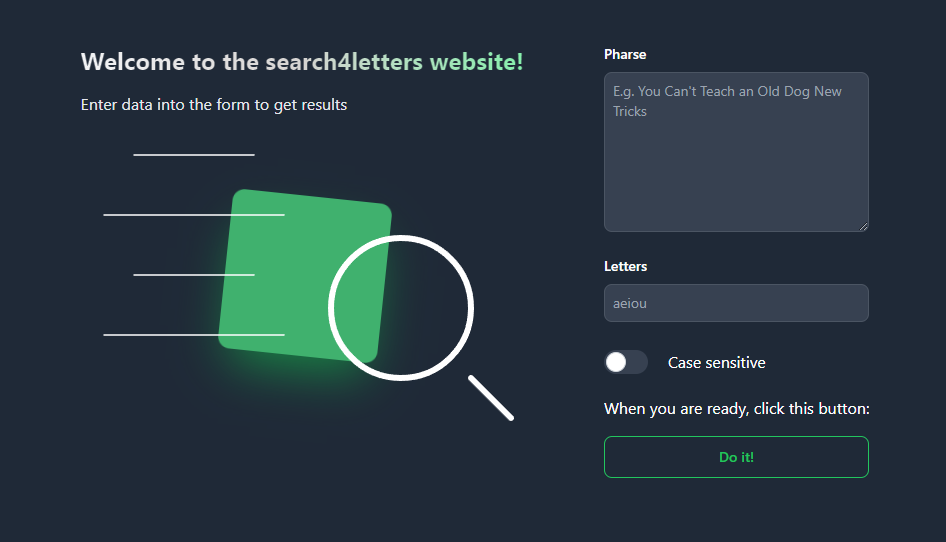 Welcome to the search4letters website!
Enter data into the form to get results
Pharse
E.g. You Can't Teach an Old Dog New
Tricks
Letters
aeiou
Case sensitive
When you are ready, click this button:
Do it!